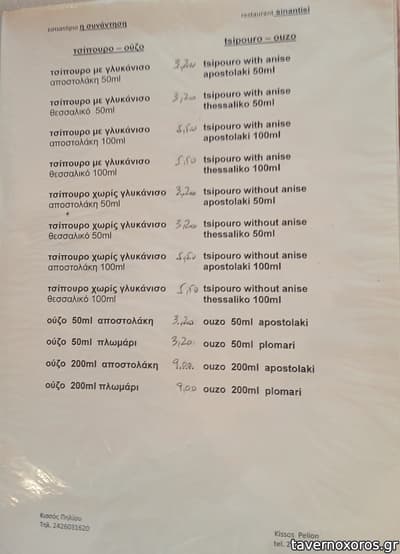 εστιατόριο η συνάντηση
restaurant sinantisi
τσίπουρο – ούζο
tsipouro – ouzo
τσίπουρο με γλυκάνισο 3,20 tsipouro with anise
αποστολάκη 50ml apostolaki 50ml
τσίπουρο με γλυκάνισο 3,20 tsipouro with anise
θεσσαλικό 50ml thessaliko 50ml
τσίπουρο με γλυκάνισο 5,50 tsipouro with anise
αποστολάκη 100ml apostolaki 100ml
τσίπουρο με γλυκάνισο 5,50 tsipouro with anise
θεσσαλικο 100ml thessaliko 100ml
τσίπουρο χωρίς γλυκάνισο 3,20 tsipouro without anise
αποστολάκη 50ml apostolaki 50ml
τσίπουρο χωρίς γλυκάνισο 3,20 tsipouro without anise
θεσσαλικό 50ml thessaliko 50ml
τσίπουρο χωρίς γλυκάνισο 5,50 tsipouro without anise
αποστολάκη 100ml apostolaki 100ml
τσίπουρο χωρίς γλυκάνισο 5,50 tsipouro without anise
θεσσαλικό 100ml thessaliko 100ml
ούζο 50ml αποστολάκη 3,20 ouzo 50ml apostolaki
ούζο 50ml πλωμάρι 3,20 ouzo 50ml plomari
ούζο 200ml αποστολάκη 9,00 ouzo 200ml apostolaki
ούζο 200ml πλωμάρι 9,00 ouzo 200ml plomari
Κισσός Πηλίου
Τηλ. 2426031620
Kissos Pelion
tel.
tavernoxoros.gr